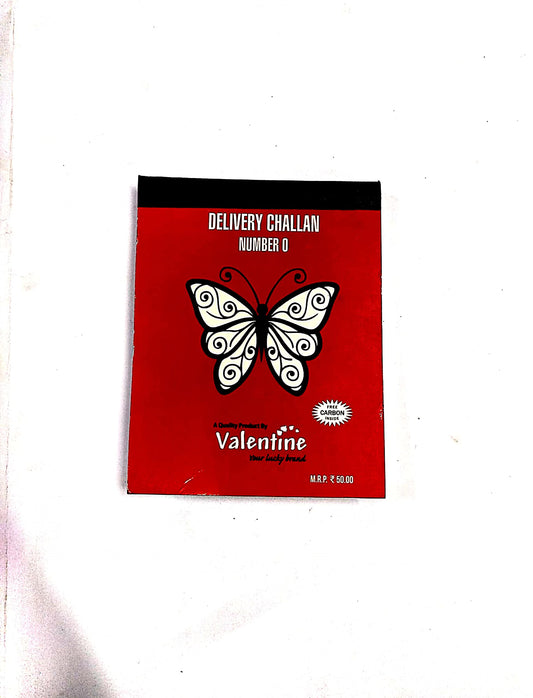 DELIVERY CHALLAN
NUMBER 0
FREE
CARBON
INSIDE
A Quality Product By
Valentine
Your lucky brand
M.R.P. ₹ 50.00